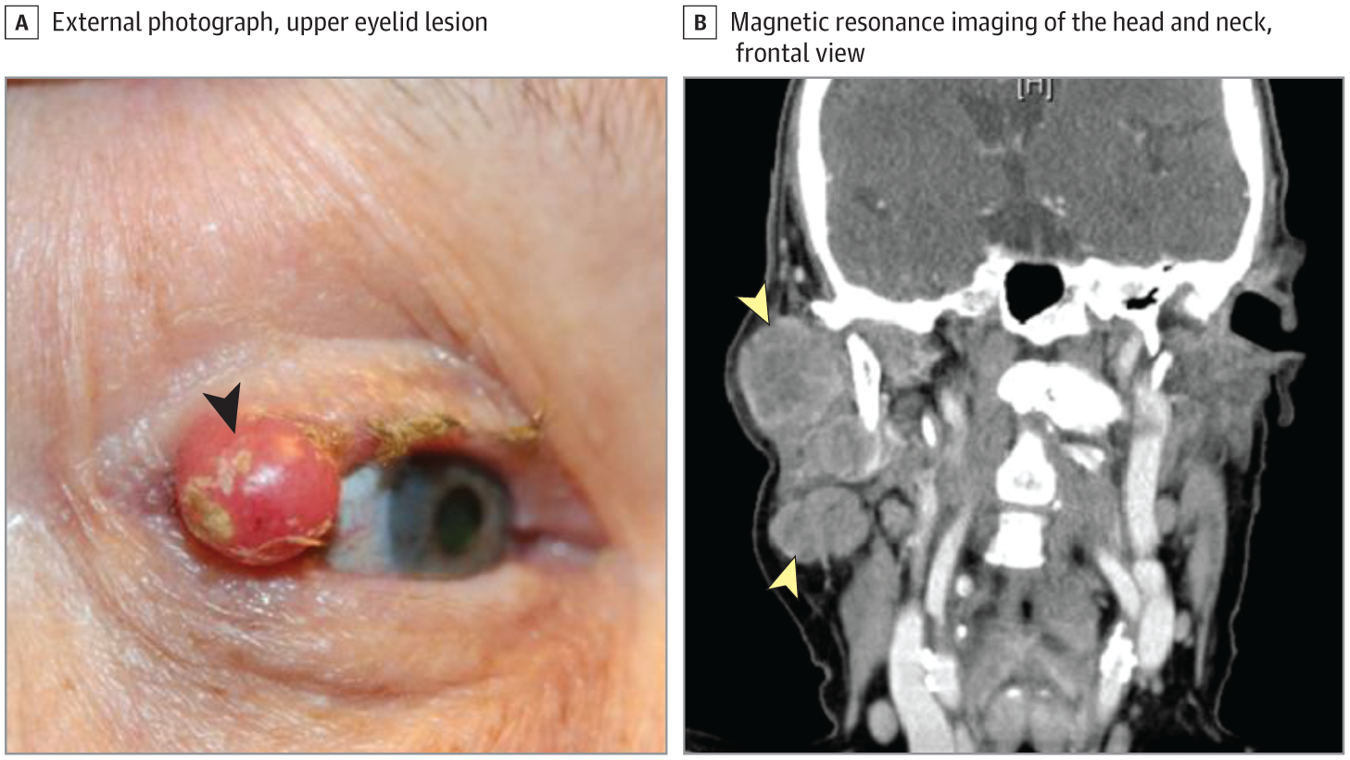 A External photograph, upper eyelid lesion
B Magnetic resonance imaging of the head and neck,
frontal view
[H]